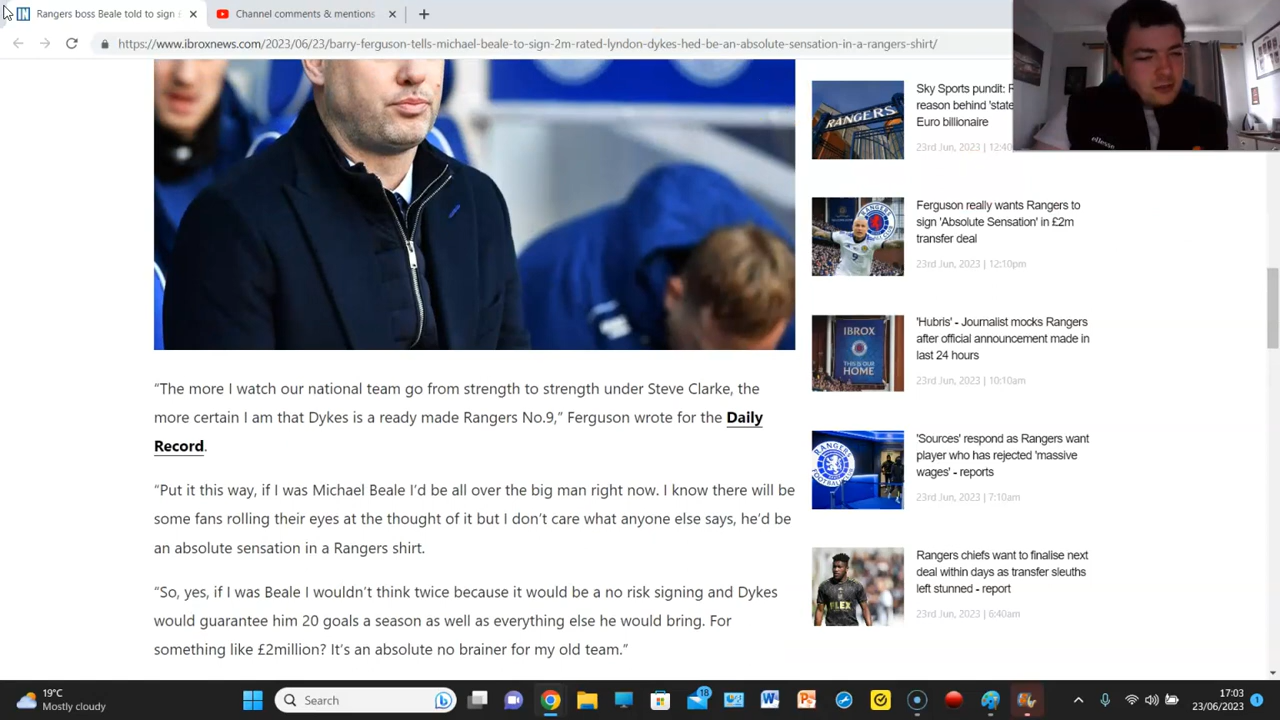 Rangers boss Beale told to sign
Channel comments & mentions
https://www.ibroxnews.com/2023/06/23/barry-ferguson-tells-michael-beale-to-sign-2m-rated-lyndon-dykes-hed-be-an-absolute-sensation-in-a-rangers-shirt/
“The more I watch our national team go from strength to strength under Steve Clarke, the
more certain I am that Dykes is a ready made Rangers No.9,” Ferguson wrote for the Daily
Record.
“Put it this way, if I was Michael Beale I’d be all over the big man right now. I know there will be
some fans rolling their eyes at the thought of it but I don’t care what anyone else says, he’d be
an absolute sensation in a Rangers shirt.
“So, yes, if I was Beale I wouldn’t think twice because it would be a no risk signing and Dykes
would guarantee him 20 goals a season as well as everything else he would bring. For
something like £2million? It’s an absolute no brainer for my old team.”
RANGERS
Sky Sports pundit:
reason behind 'state
Euro billionaire
23rd Jun, 2023 | 12:40
Ferguson really wants Rangers to
sign 'Absolute Sensation' in £2m
transfer deal
23rd Jun, 2023 | 12:10pm
IBROX
THIS IS OUR
HOME
'Hubris' - Journalist mocks Rangers
after official announcement made in
last 24 hours
23rd Jun, 2023 | 10:10am
'Sources' respond as Rangers want
player who has rejected 'massive
wages' - reports
23rd Jun, 2023 | 7:10am
FLEX
Rangers chiefs want to finalise next
deal within days as transfer sleuths
left stunned - report
23rd Jun, 2023 | 6:40am
ellesse
19°C
Mostly cloudy
Search
18
17:03
23/06/2023
1